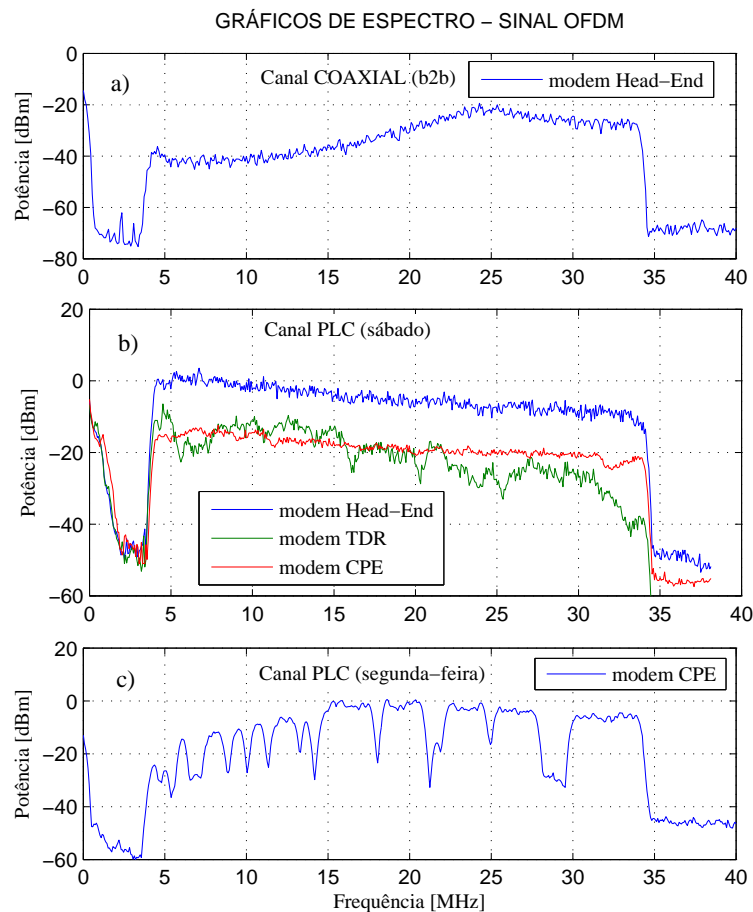 GRÁFICOS DE ESPECTRO − SINAL OFDM
a)
Canal COAXIAL (b2b)
modem Head−End
Potência [dBm]
0
−20
−40
−60
−80
0 5 10 15 20 25 30 35 40
b)
Canal PLC (sábado)
Potência [dBm]
20
0
−20
−40
−60
modem Head−End
modem TDR
modem CPE
0 5 10 15 20 25 30 35 40
c)
Canal PLC (segunda−feira)
modem CPE
Potência [dBm]
20
0
−20
−40
−60
0 5 10 15 20 25 30 35 40
Frequência [MHz]